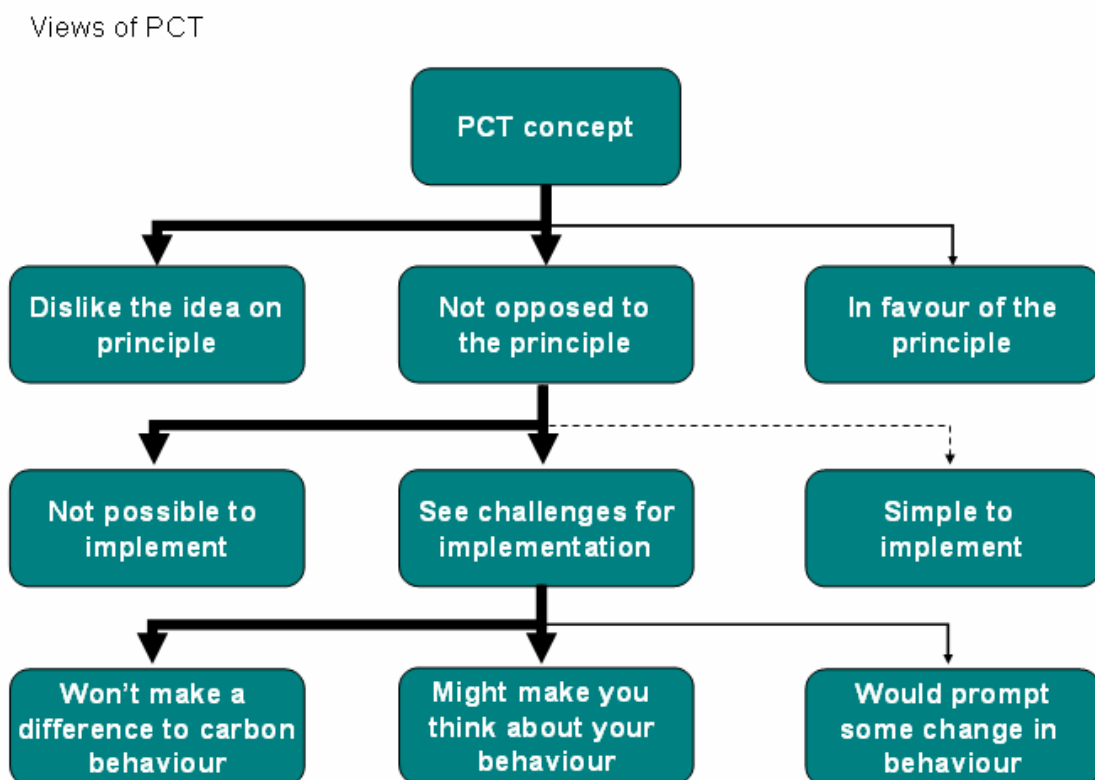 Views of PCT
PCT concept
Dislike the idea on
principle
Not opposed to
the principle
In favour of the
principle
Not possible to
implement
See challenges for
implementation
Simple to
implement
Won't make a
difference to carbon
behaviour
Might make you
think about your
behaviour
Would prompt
some change in
behaviour